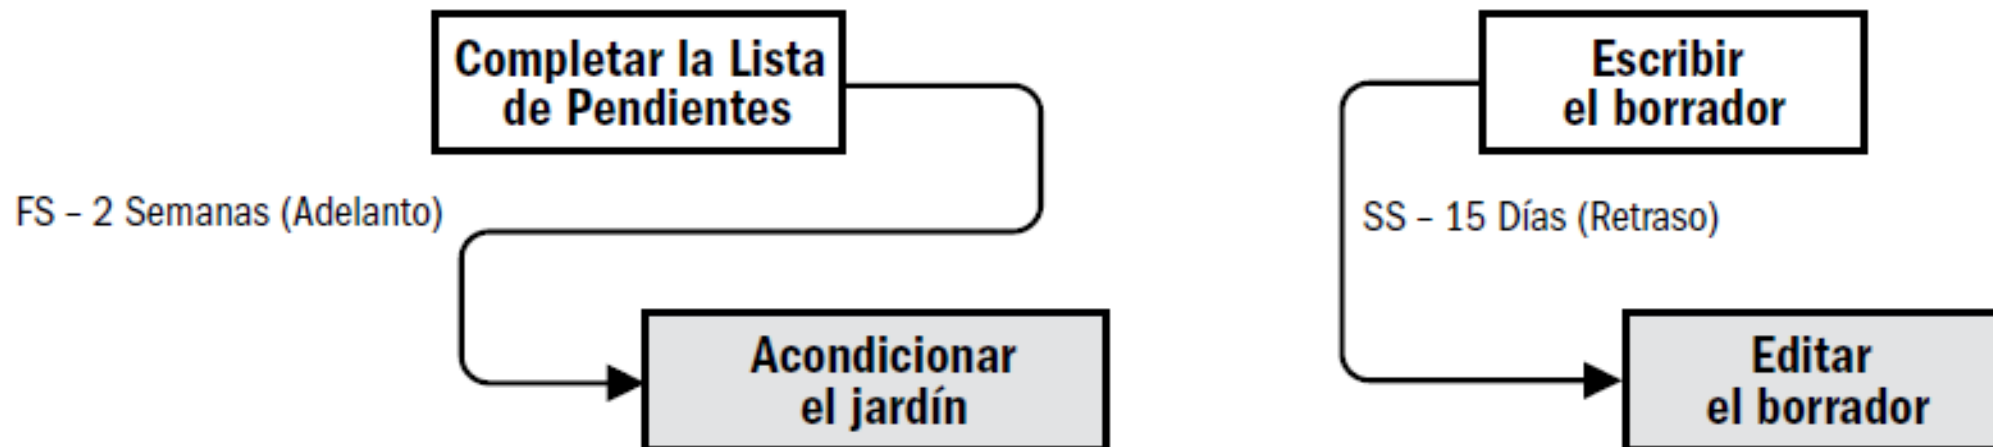 Completar la Lista
de Pendientes
FS – 2 Semanas (Adelanto)
Acondicionar
el jardín
Escribir
el borrador
SS – 15 Días (Retraso)
Editar
el borrador